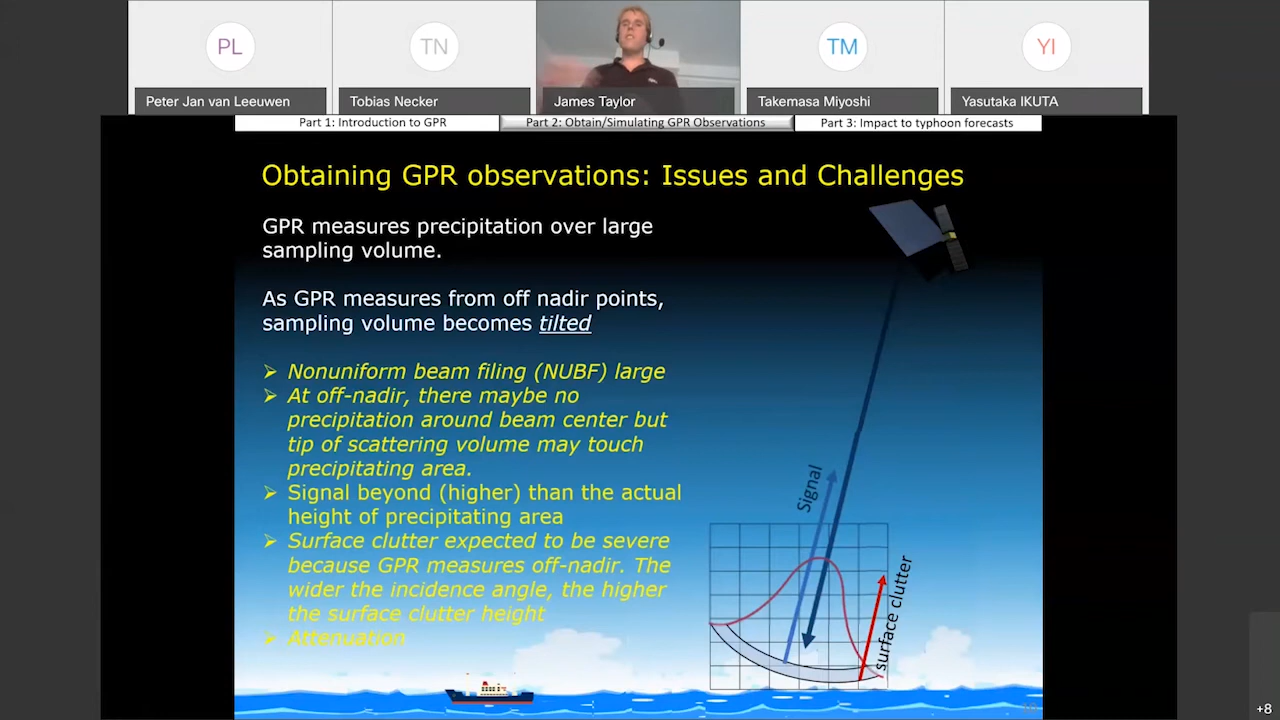 PL
TN
TM
YI
Peter Jan van Leeuwen
Tobias Necker
James Taylor
Takemasa Miyoshi
Yasutaka IKUTA
Part 1: Introduction to GPR
Part 2: Obtain/Simulating GPR Observations
Part 3: Impact to typhoon forecasts
Obtaining GPR observations: Issues and Challenges
GPR measures precipitation over large
sampling volume.
As GPR measures from off nadir points,
sampling volume becomes tilted
➢ Nonuniform beam filing (NUBF) large
➢ At off-nadir, there maybe no
precipitation around beam center but
tip of scattering volume may touch
precipitating area.
➢ Signal beyond (higher) than the actual
height of precipitating area
➢ Surface clutter expected to be severe
because GPR measures off-nadir. The
wider the incidence angle, the higher
the surface clutter height
➢ Attenuation
Signal
surface clutter
+8